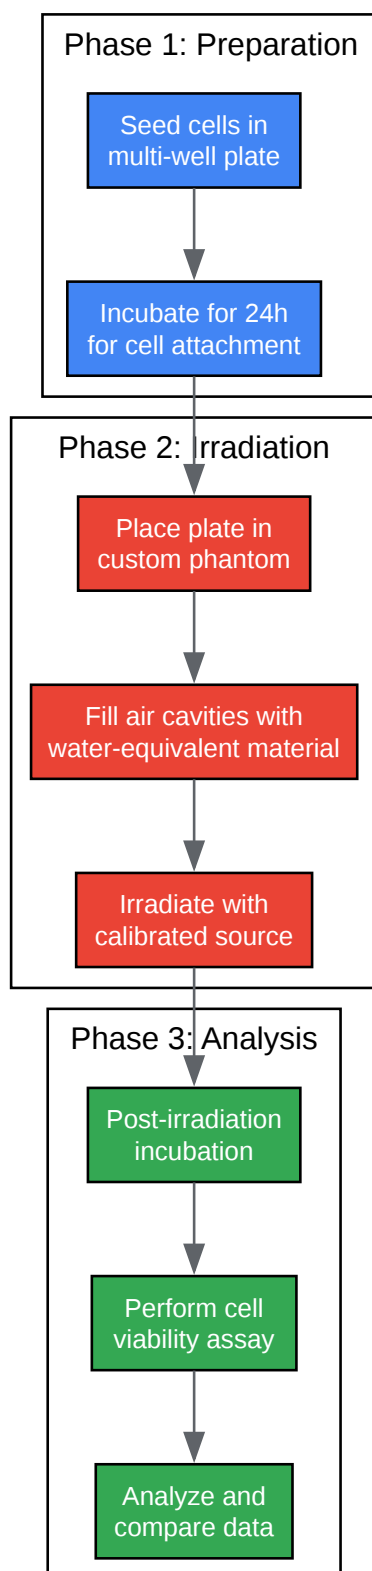 Phase 1: Preparation
Seed cells in
multi-well plate
Incubate for 24h
for cell attachment
Phase 2: Irradiation
Place plate in
custom phantom
Fill air cavities with
water-equivalent material
Irradiate with
calibrated source
Phase 3: Analysis
Post-irradiation
incubation
Perform cell
viability assay
Analyze and
compare data